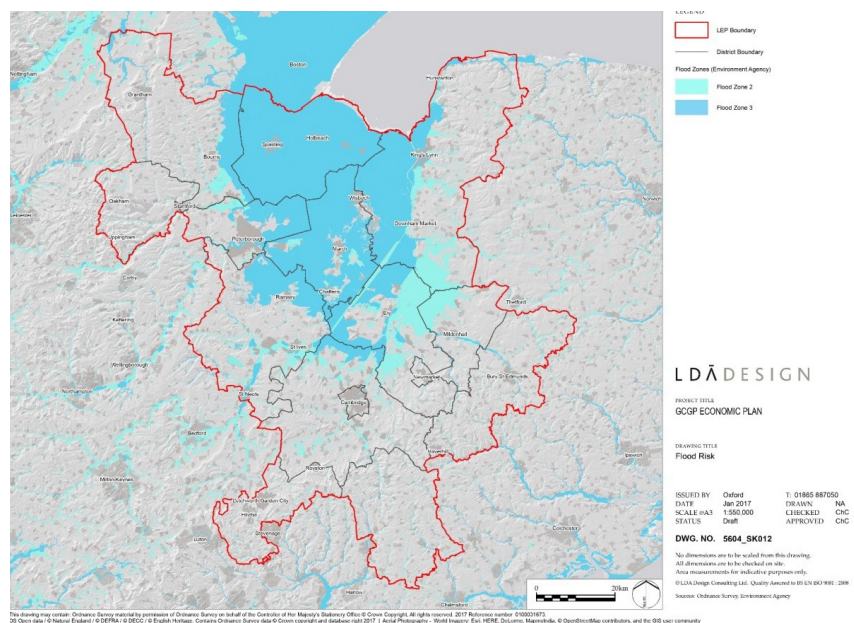 LEGEND
LEP Boundary
District Boundary
Flood Zones (Environment Agency)
Flood Zone 2
Flood Zone 3
Nottingham
Boston
Hunstanton
Grantham
Holbeach
Spalding
Bourne
King's Lynn
Norwich
Wisbech
Oakham
Stamford
Leicester
Downham Market
Uppingham
Peterborough
March
Corby
Chatteris
Ramsey
Thetford
Ely
Kettering
Mildenhall
St Ives
Wellingborough
Newmarket
Bury St Edmunds
Northampton
St Neots
Cambridge
Bedford
Haverhill
Ipswich
Royston
Milton Keynes
Letchworth Garden City
Hitchin
Stevenage
Luton
Colchester
Harlow
Chelmsford
0 20km
LDĀDESIGN
PROJECT TITLE
GCGP ECONOMIC PLAN
DRAWING TITLE
Flood Risk
ISSUED BY Oxford T: 01865 887050
DATE Jan 2017 DRAWN NA
SCALE @A3 1:550,000 CHECKED ChC
STATUS Draft APPROVED ChC
DWG. NO. 5604_SK012
No dimensions are to be scaled from this drawing.
All dimensions are to be checked on site.
Area measurements for indicative purposes only.
© LDA Design Consulting Ltd. Quality Assured to BS EN ISO 9001 : 2008
Sources: Ordnance Survey, Environment Agency
This drawing may contain: Ordnance Survey material by permission of Ordnance Survey on behalf of the Controller of Her Majesty's Stationery Office © Crown Copyright, All rights reserved. 2017 Reference number 0100031673.
OS Open data / © Natural England / © DEFRA / © DECC / © English Heritage. Contains Ordnance Survey data © Crown copyright and database right 2017 | Aerial Photography - World Imagery: Esri, HERE, DeLorme, MapmyIndia, © OpenStreetMap contributors, and the GIS user community